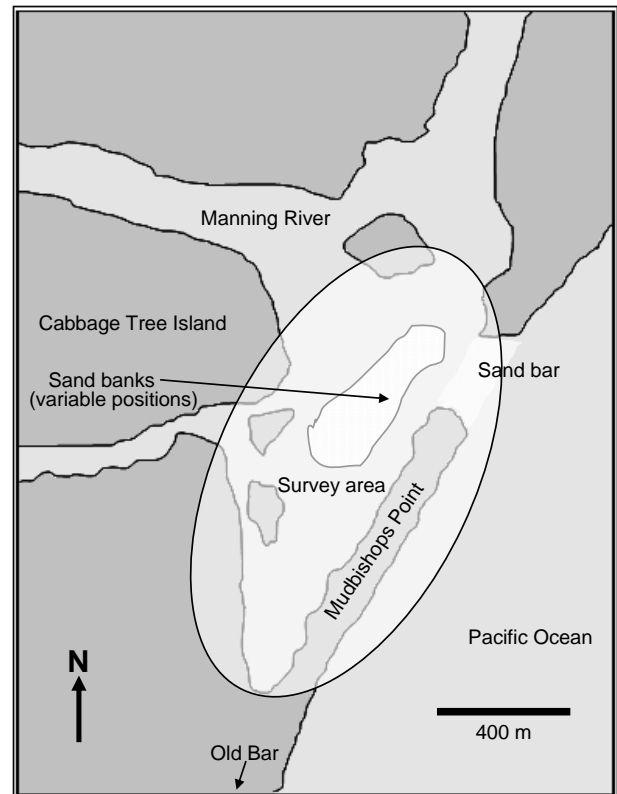 Manning River
Cabbage Tree Island
Sand banks
(variable positions)
Sand bar
Survey area
Mudbishops Point
Pacific Ocean
N
400 m
Old Bar